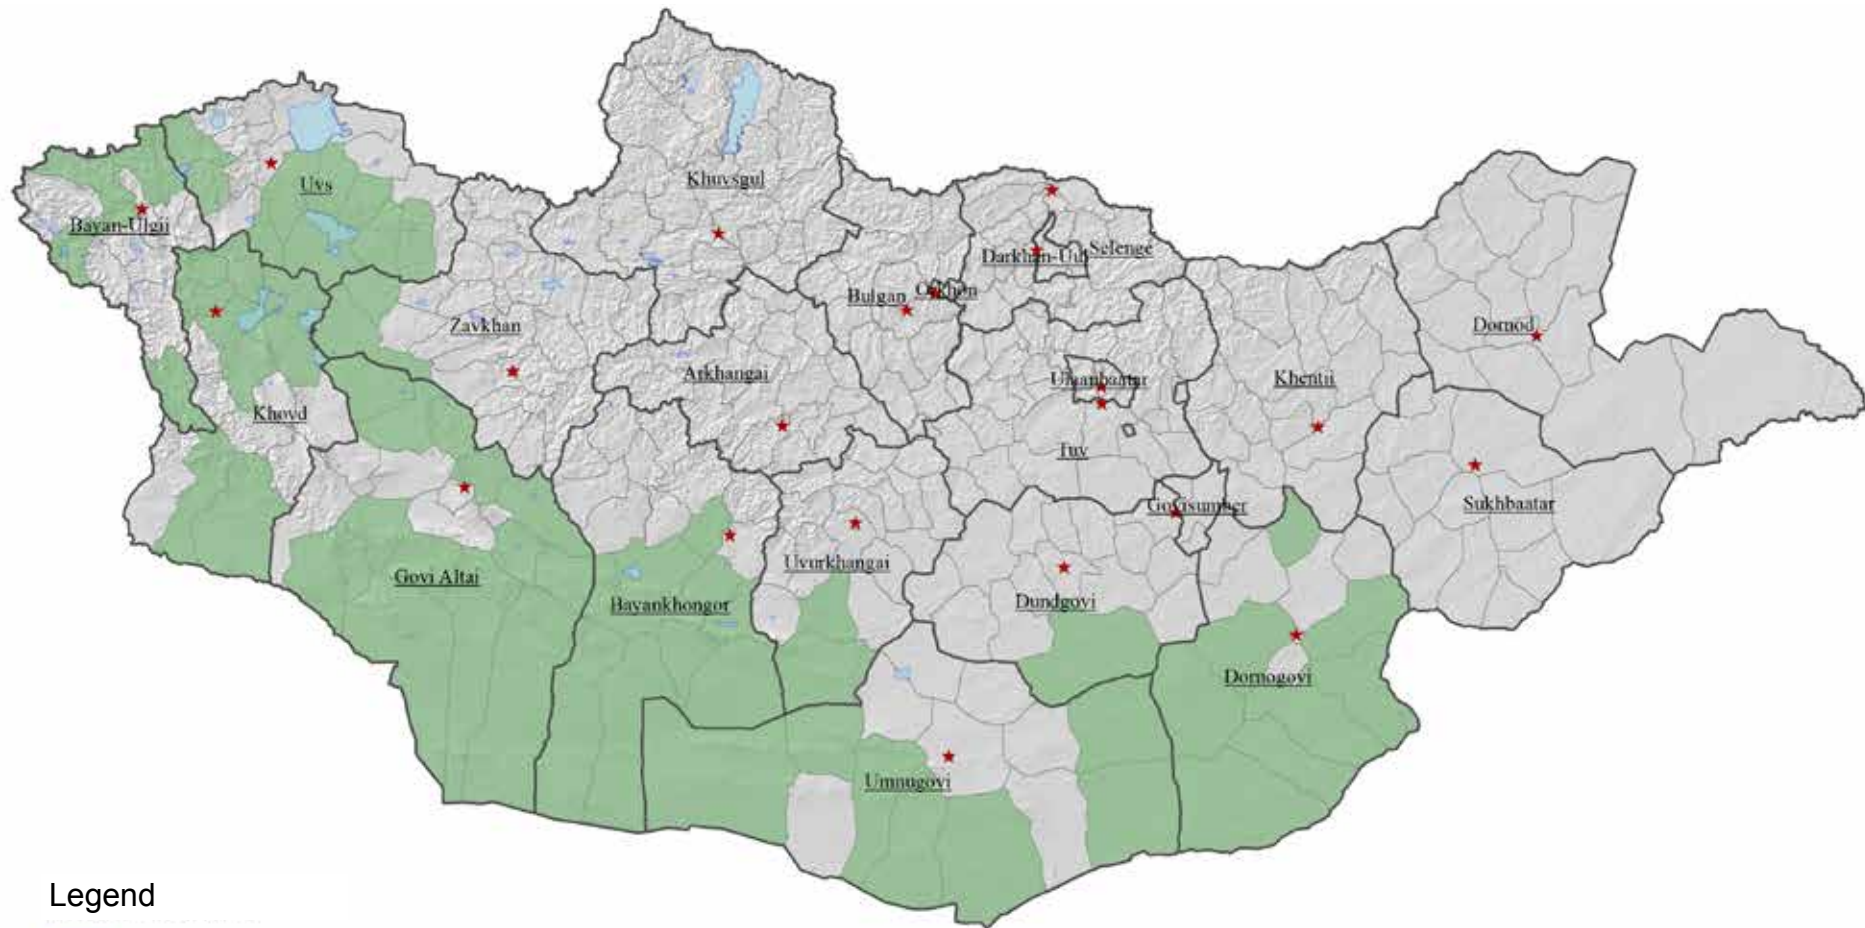 Khuvsgul
Uvs
Bayan-Ulgii
Darkhan-Uul
Selenge
Bulgan
Orkhon
Zavkhan
Dornod
Arkhangai
Ulaanbaatar
Khentii
Khovd
Tuv
Govisumber
Sukhbaatar
Uvurkhangai
Govi Altai
Bayankhongor
Dundgovi
Dornogovi
Umnugovi
Legend